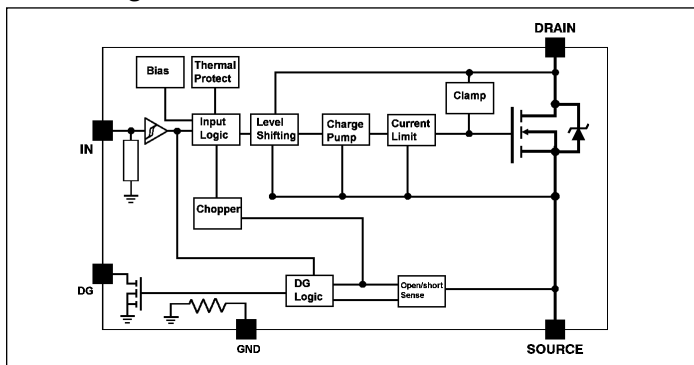 DRAIN
Bias
Thermal
Protect
Clamp
IN
Input
Logic
Level
Shifting
Charge
Pump
Current
Limit
Chopper
DG
DG
Logic
Open/short
Sense
GND
SOURCE